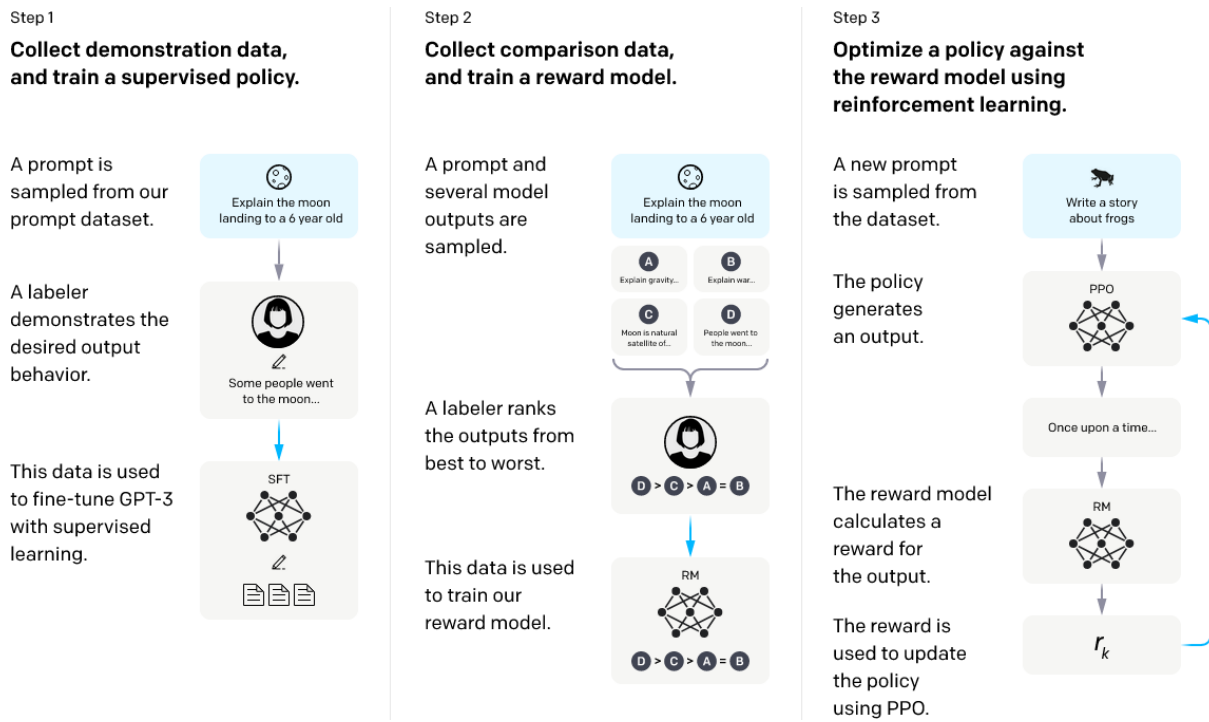 Step 1
Collect demonstration data,
and train a supervised policy.
A prompt is
sampled from our
prompt dataset.
Explain the moon
landing to a 6 year old
A labeler
demonstrates the
desired output
behavior.
Some people went
to the moon...
This data is used
to fine-tune GPT-3
with supervised
learning.
SFT
Step 2
Collect comparison data,
and train a reward model.
A prompt and
several model
outputs are
sampled.
Explain the moon
landing to a 6 year old
A
Explain gravity...
B
Explain war...
C
Moon is natural
satellite of...
D
People went to
the moon...
A labeler ranks
the outputs from
best to worst.
D > C > A = B
This data is used
to train our
reward model.
RM
D > C > A = B
Step 3
Optimize a policy against
the reward model using
reinforcement learning.
A new prompt
is sampled from
the dataset.
Write a story
about frogs
The policy
generates
an output.
PPO
Once upon a time...
The reward model
calculates a
reward for
the output.
RM
The reward is
used to update
the policy
using PPO.
rₖ